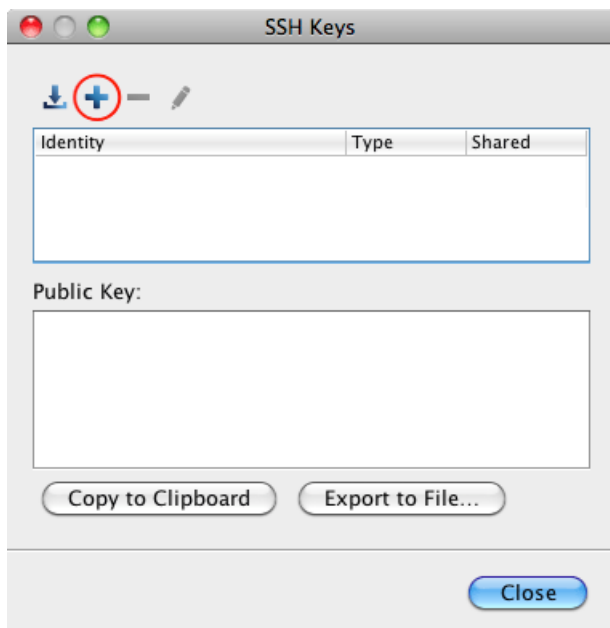 SSH Keys
Identity Type Shared
Public Key:
Copy to Clipboard Export to File...
Close